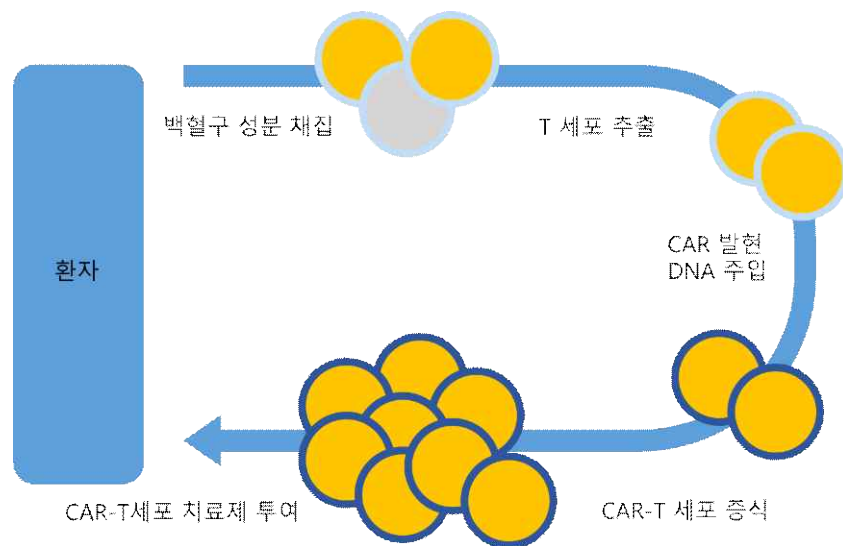 백혈구 성분 채집
T 세포 추출
CAR 발현
DNA 주입
환자
CAR-T세포 치료제 투여
CAR-T 세포 증식